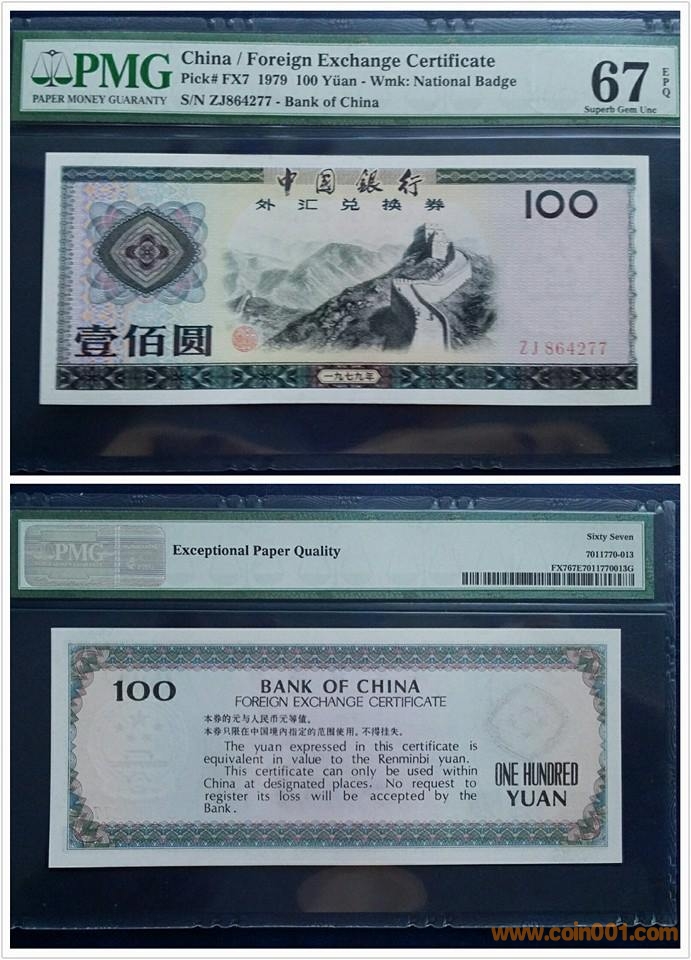 PMG
PAPER MONEY GUARANTY
China / Foreign Exchange Certificate
Pick# FX7 1979 100 Yüan - Wmk: National Badge
S/N ZJ864277 - Bank of China
67
EPQ
Superb Gem Unc
中國銀行
外汇兑换券
100
壹佰圆
ZJ864277
一九七九年
PMG
Exceptional Paper Quality
Sixty Seven
7011770-013
FX767E7011770013G
100
BANK OF CHINA
FOREIGN EXCHANGE CERTIFICATE
本券的元与人民币元等值。
本券只限在中国境内指定的范围使用。不得挂失。
The yuan expressed in this certificate is
equivalent in value to the Renminbi yuan.
This certificate can only be used within
China at designated places. No request to
register its loss will be accepted by the
Bank.
ONE HUNDRED
YUAN
www.coin001.com